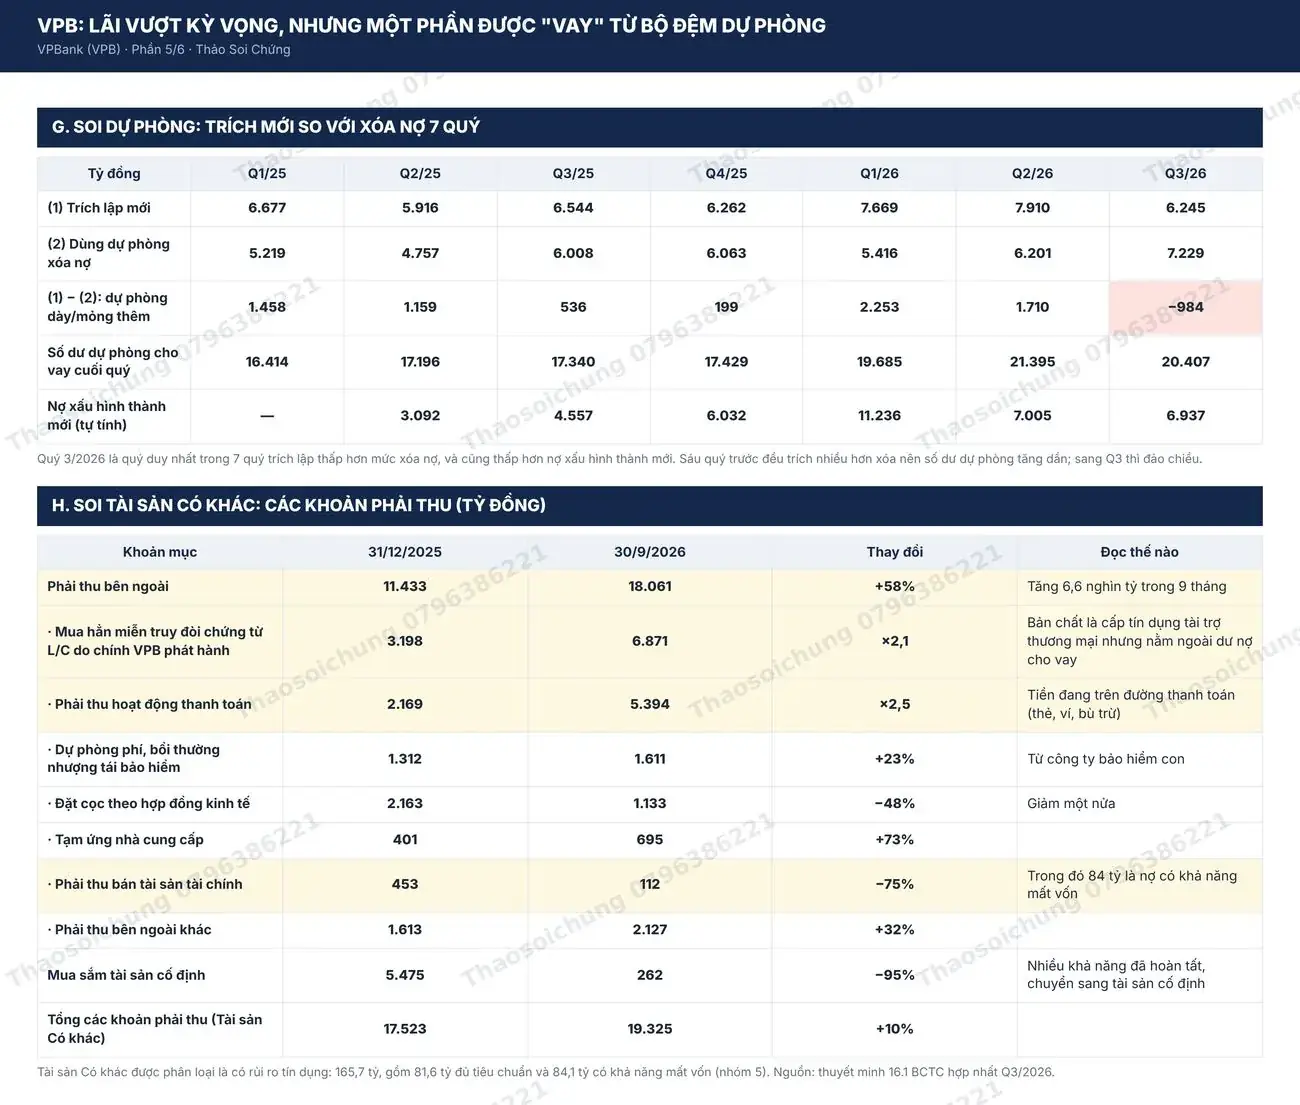 VPB: LÃI VƯỢT KỲ VỌNG, NHƯNG MỘT PHẦN ĐƯỢC "VAY" TỪ BỘ ĐỆM DỰ PHÒNG
VPBank (VPB) · Phần 5/6 · Thảo Soi Chứng
G. SOI DỰ PHÒNG: TRÍCH MỚI SO VỚI XÓA NỢ 7 QUÝ
Tỷ đồng Q1/25 Q2/25 Q3/25 Q4/25 Q1/26 Q2/26 Q3/26
(1) Trích lập mới 6.677 5.916 6.544 6.262 7.669 7.910 6.245
(2) Dùng dự phòng
xóa nợ 5.219 4.757 6.008 6.063 5.416 6.201 7.229
(1) − (2): dự phòng
dày/mỏng thêm 1.458 1.159 536 199 2.253 1.710 −984
Số dư dự phòng cho
vay cuối quý 16.414 17.196 17.340 17.429 19.685 21.395 20.407
Nợ xấu hình thành
mới (tự tính) — 3.092 4.557 6.032 11.236 7.005 6.937
Quý 3/2026 là quý duy nhất trong 7 quý trích lập thấp hơn mức xóa nợ, và cũng thấp hơn nợ xấu hình thành mới. Sáu quý trước đều trích nhiều hơn xóa nên số dư dự phòng tăng dần; sang Q3 thì đảo chiều.
H. SOI TÀI SẢN CÓ KHÁC: CÁC KHOẢN PHẢI THU (TỶ ĐỒNG)
Khoản mục 31/12/2025 30/9/2026 Thay đổi Đọc thế nào
Phải thu bên ngoài 11.433 18.061 +58% Tăng 6,6 nghìn tỷ trong 9 tháng
· Mua hẳn miễn truy đòi chứng từ
L/C do chính VPB phát hành 3.198 6.871 ×2,1 Bản chất là cấp tín dụng tài trợ
thương mại nhưng nằm ngoài dư nợ
cho vay
· Phải thu hoạt động thanh toán 2.169 5.394 ×2,5 Tiền đang trên đường thanh toán
(thẻ, ví, bù trừ)
· Dự phòng phí, bồi thường
nhượng tái bảo hiểm 1.312 1.611 +23% Từ công ty bảo hiểm con
· Đặt cọc theo hợp đồng kinh tế 2.163 1.133 −48% Giảm một nửa
· Tạm ứng nhà cung cấp 401 695 +73%
· Phải thu bán tài sản tài chính 453 112 −75% Trong đó 84 tỷ là nợ có khả năng
mất vốn
· Phải thu bên ngoài khác 1.613 2.127 +32%
Mua sắm tài sản cố định 5.475 262 −95% Nhiều khả năng đã hoàn tất,
chuyển sang tài sản cố định
Tổng các khoản phải thu (Tài sản
Có khác) 17.523 19.325 +10%
Tài sản Có khác được phân loại là có rủi ro tín dụng: 165,7 tỷ, gồm 81,6 tỷ đủ tiêu chuẩn và 84,1 tỷ có khả năng mất vốn (nhóm 5). Nguồn: thuyết minh 16.1 BCTC hợp nhất Q3/2026.
Thaosoichung 0796386221